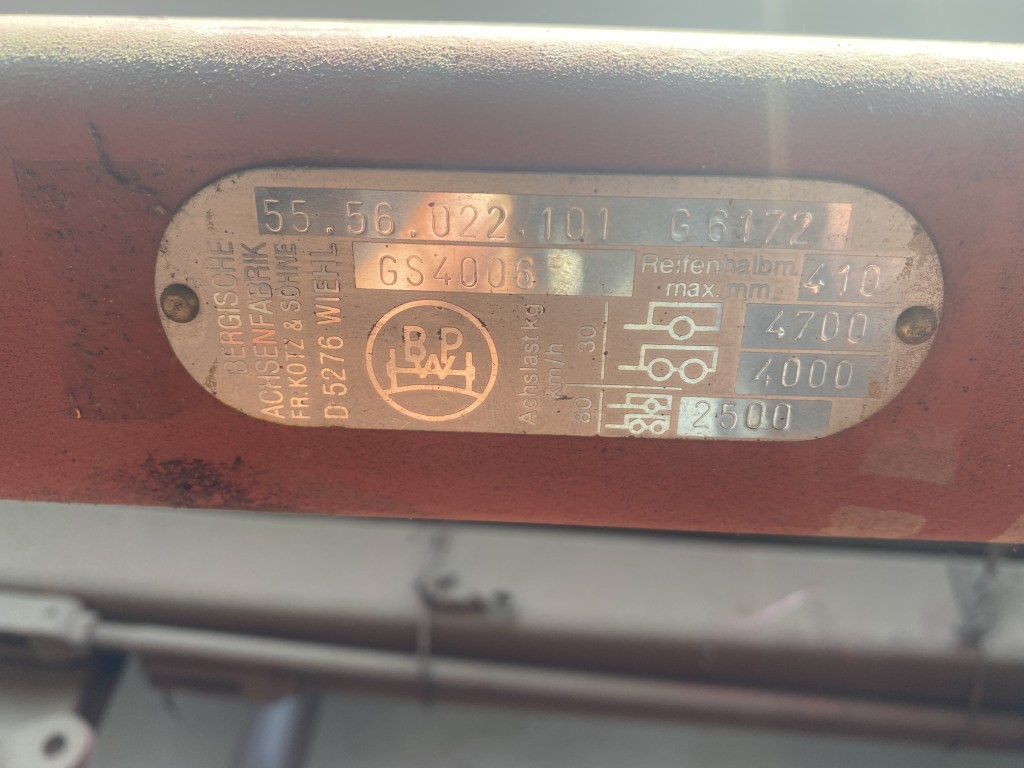 55.56.022.101 G6172
GS4006
Reifenhalbm. 410
max. mm
BERGISCHE
ACHSENFABRIK
FR. KOTZ & SÖHNE
D 5276 WIEHL
BPW
Achslast kg
km/h
30
80
4700
4000
2500